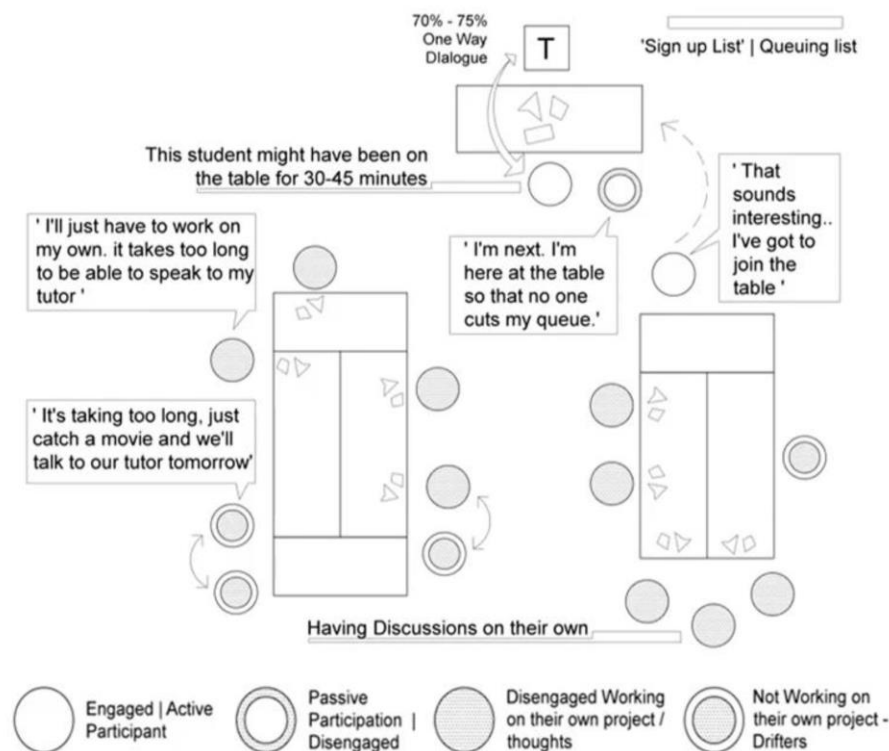 70% - 75%
One Way
DIalogue
T
'Sign up List' | Queuing list
This student might have been on
the table for 30-45 minutes
' That
sounds
interesting..
I've got to
join the
table '
' I'll just have to work on
my own. it takes too long
to be able to speak to my
tutor '
' I'm next. I'm
here at the table
so that no one
cuts my queue.'
' It's taking too long, just
catch a movie and we'll
talk to our tutor tomorrow'
Having Discussions on their own
Engaged | Active
Participant
Passive
Participation |
Disengaged
Disengaged Working
on their own project /
thoughts
Not Working on
their own project -
Drifters